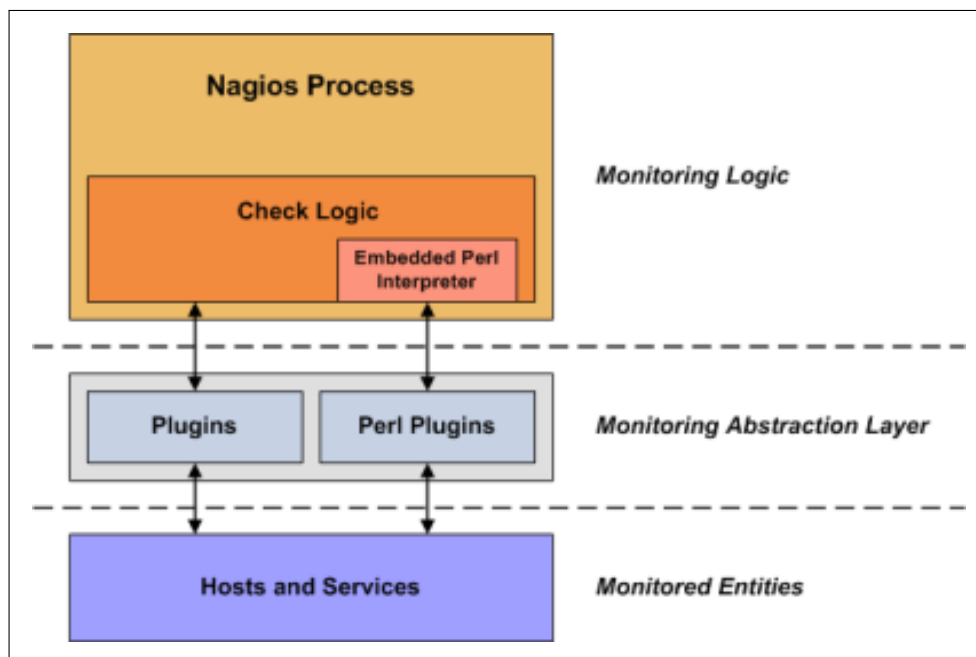 Nagios Process
Monitoring Logic
Check Logic
Embedded Perl
Interpreter
Plugins
Perl Plugins
Monitoring Abstraction Layer
Hosts and Services
Monitored Entities